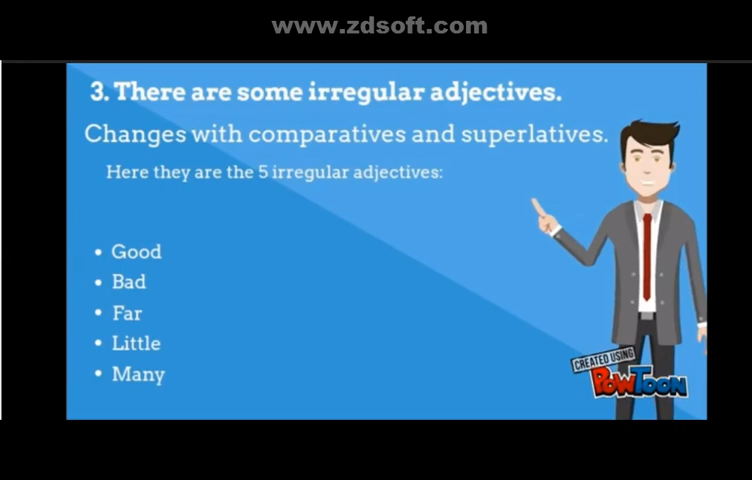 www.zdsoft.com
3. There are some irregular adjectives.
Changes with comparatives and superlatives.
Here they are the 5 irregular adjectives:
• Good
• Bad
• Far
• Little
• Many
CREATED USING
POWTOON